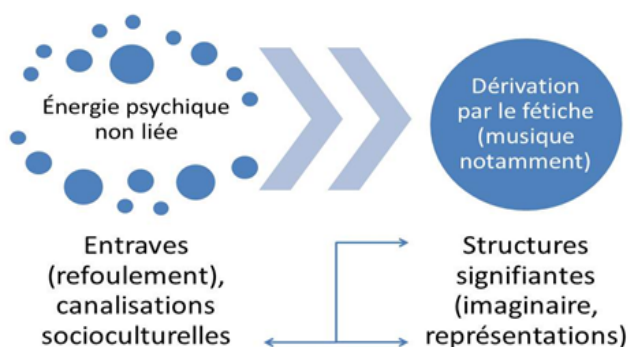 Énergie psychique
non liée
Dérivation
par le fétiche
(musique
notamment)
Entraves
(refoulement),
canalisations
socioculturelles
Structures
signifiantes
(imaginaire,
représentations)